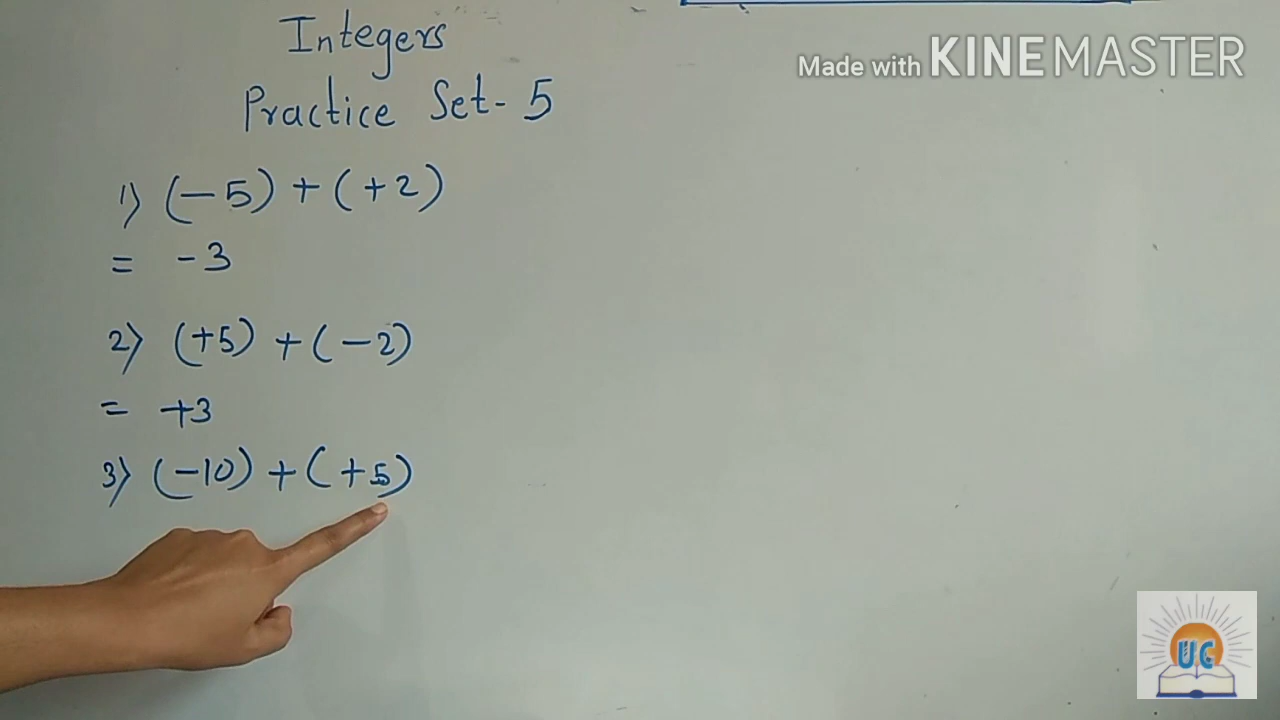 Integers
Made with KINEMASTER
Practice Set - 5
1) (-5) + (+2)
= -3
2) (+5) + (-2)
= +3
3) (-10) + (+5)
UC